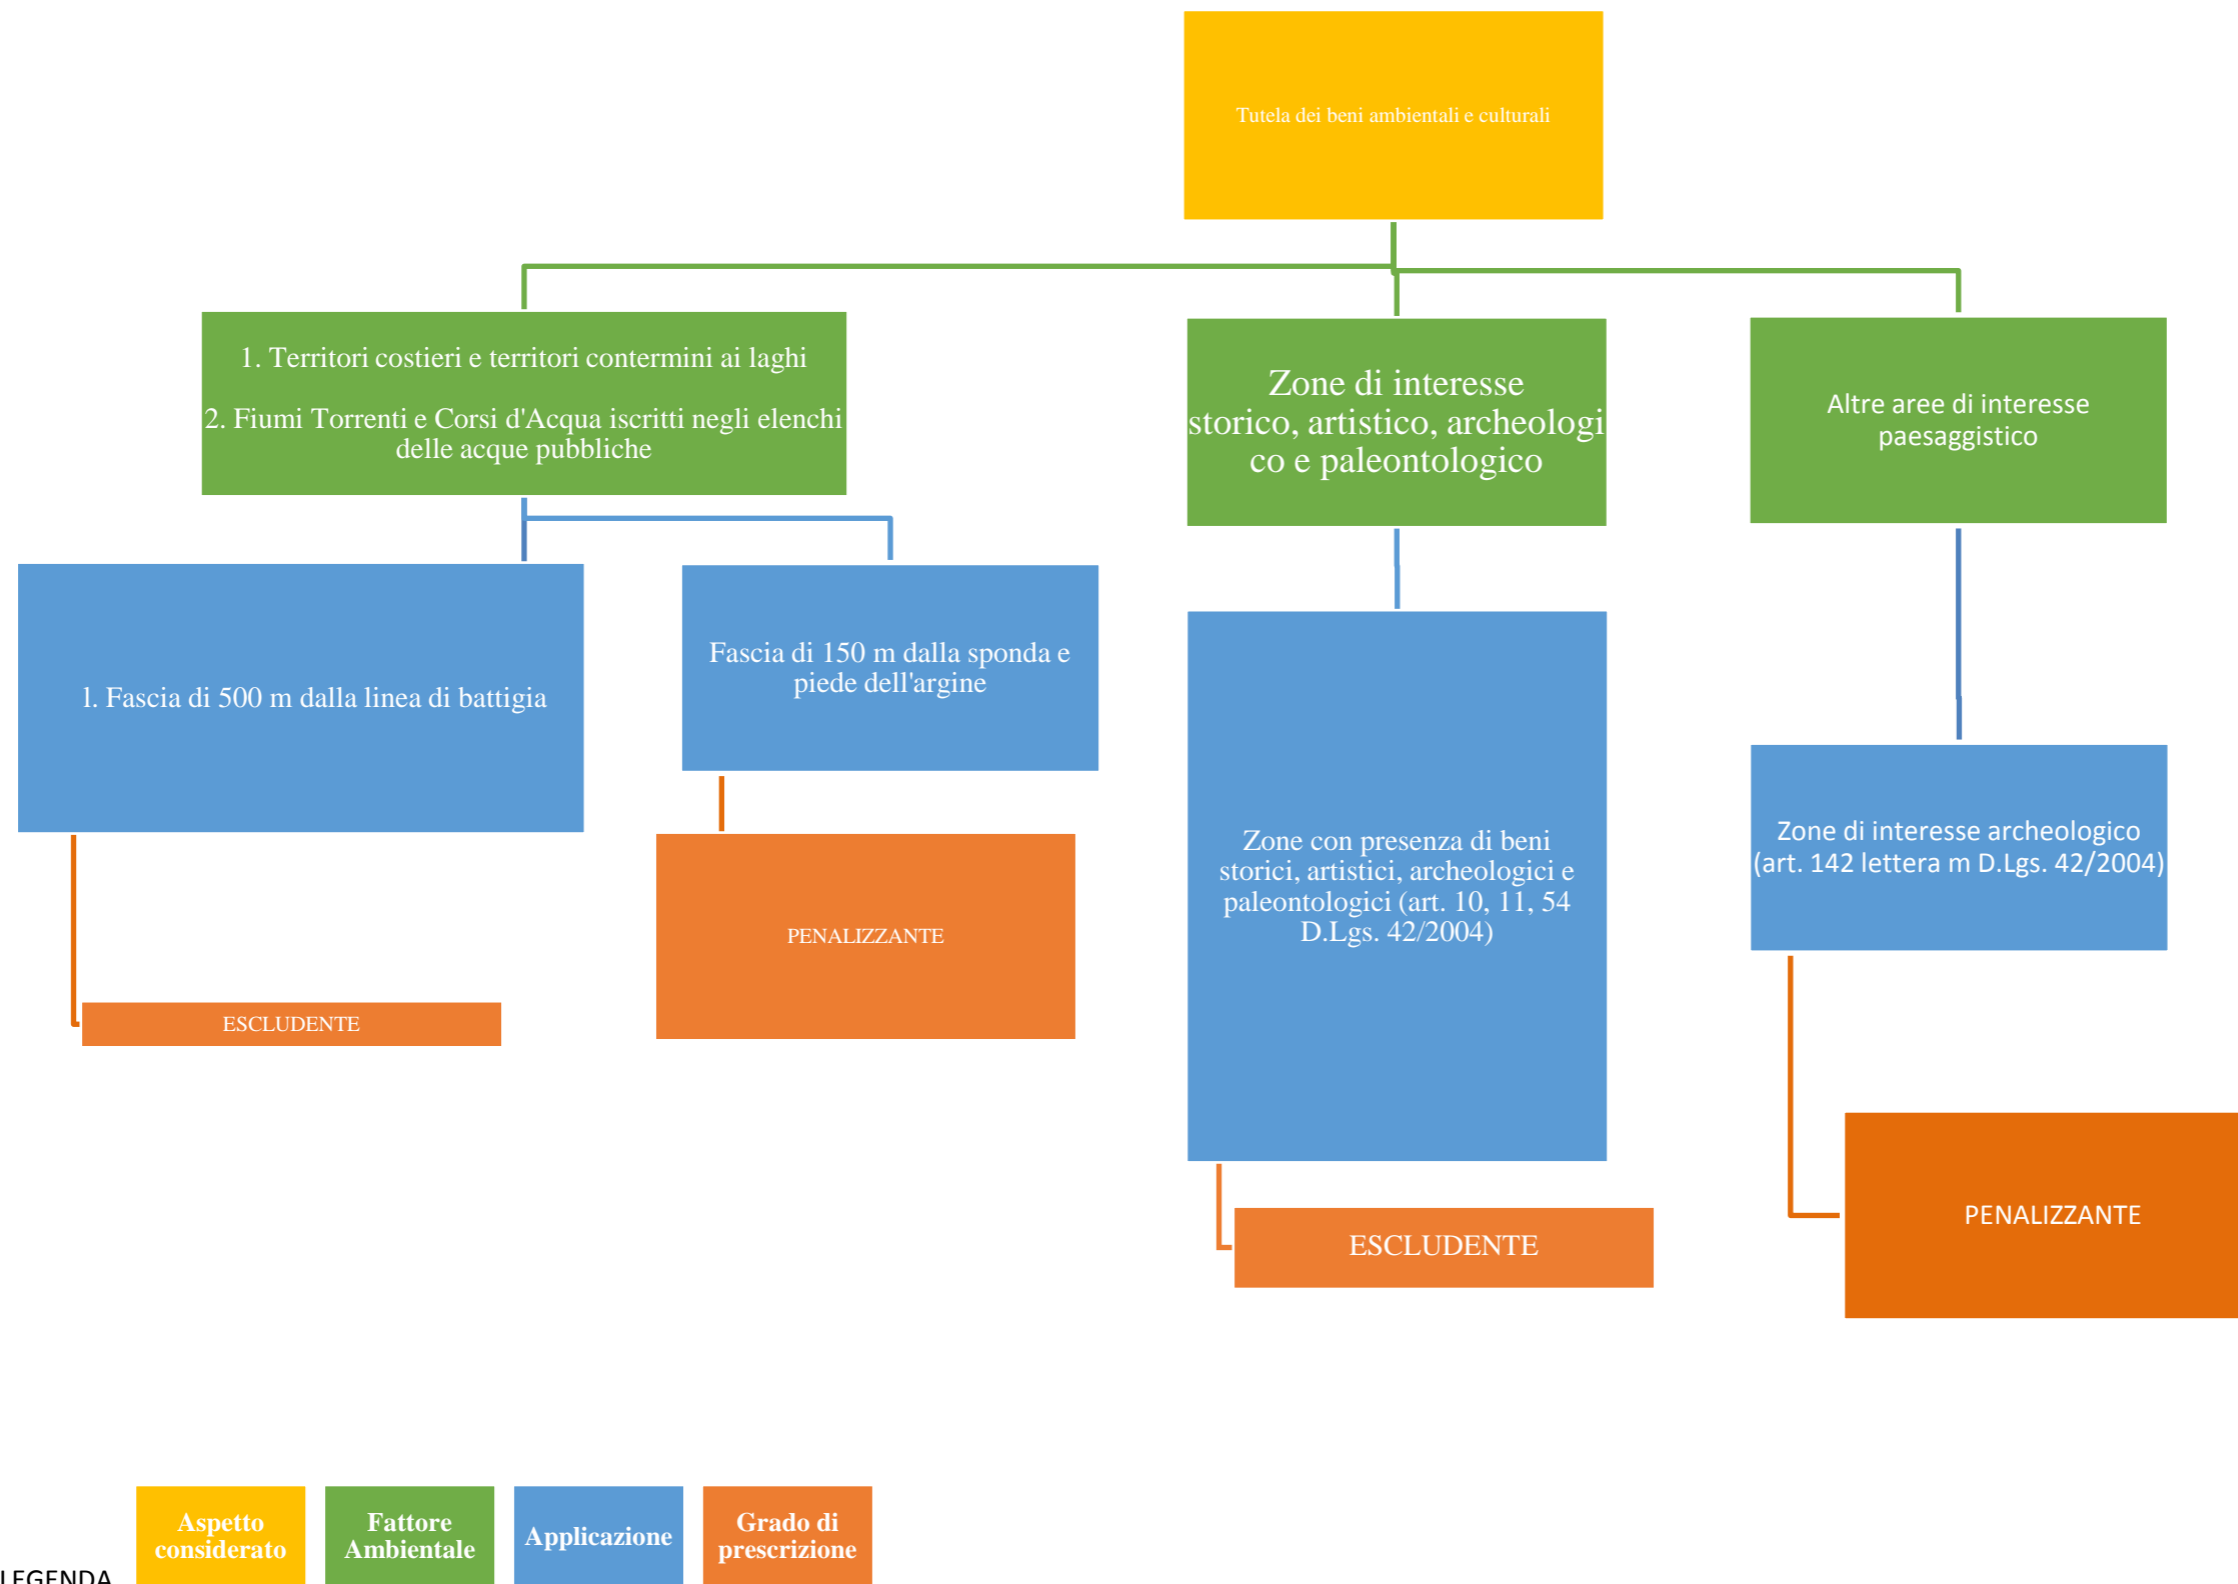 Tutela dei beni ambientali e culturali
1. Territori costieri e territori contermini ai laghi
2. Fiumi Torrenti e Corsi d'Acqua iscritti negli elenchi
delle acque pubbliche
Zone di interesse
storico, artistico, archeologi
co e paleontologico
Altre aree di interesse
paesaggistico
l. Fascia di 500 m dalla linea di battigia
Fascia di 150 m dalla sponda e
piede dell'argine
Zone con presenza di beni
storici, artistici, archeologici e
paleontologici (art. 10, 11, 54
D.Lgs. 42/2004)
Zone di interesse archeologico
(art. 142 lettera m D.Lgs. 42/2004)
ESCLUDENTE
PENALIZZANTE
ESCLUDENTE
PENALIZZANTE
LEGENDA
Aspetto
considerato
Fattore
Ambientale
Applicazione
Grado di
prescrizione